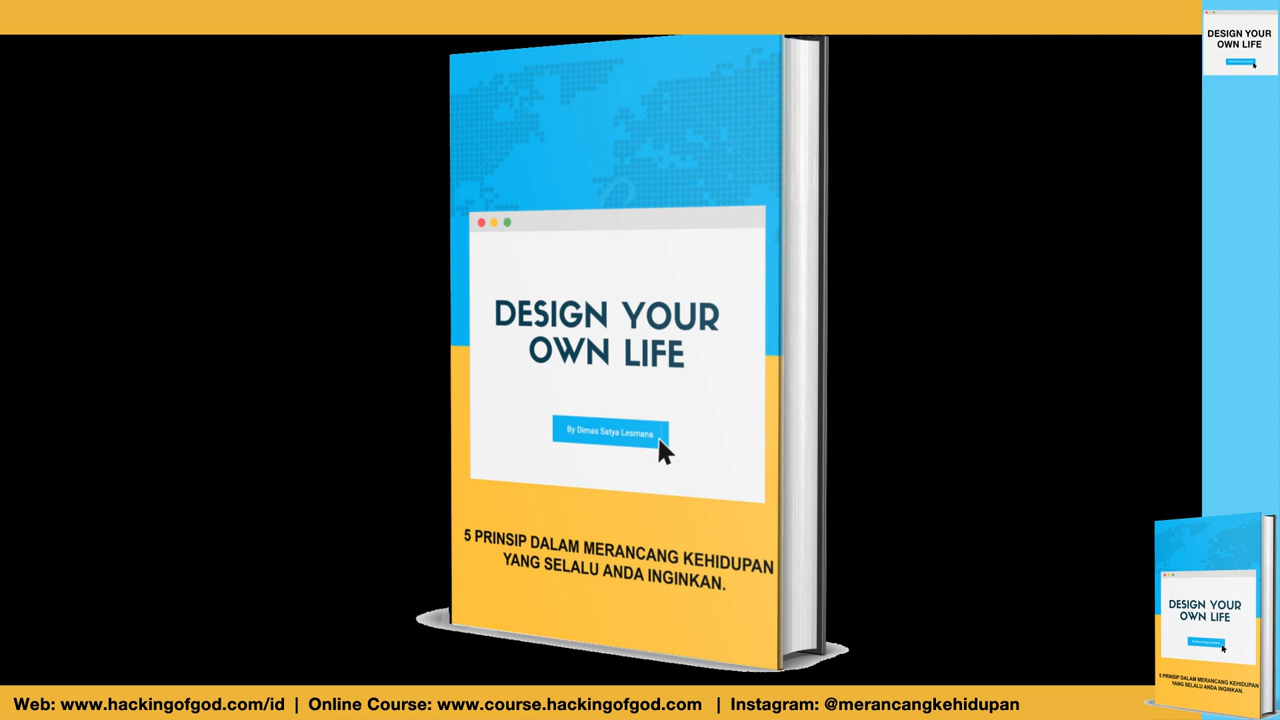 DESIGN YOUR
OWN LIFE
By Dimas Satya Lesmana
5 PRINSIP DALAM MERANCANG KEHIDUPAN
YANG SELALU ANDA INGINKAN.
DESIGN YOUR
OWN LIFE
DESIGN YOUR
OWN LIFE
5 PRINSIP DALAM MERANCANG KEHIDUPAN
YANG SELALU ANDA INGINKAN.
Web: www.hackingofgod.com/id | Online Course: www.course.hackingofgod.com | Instagram: @merancangkehidupan